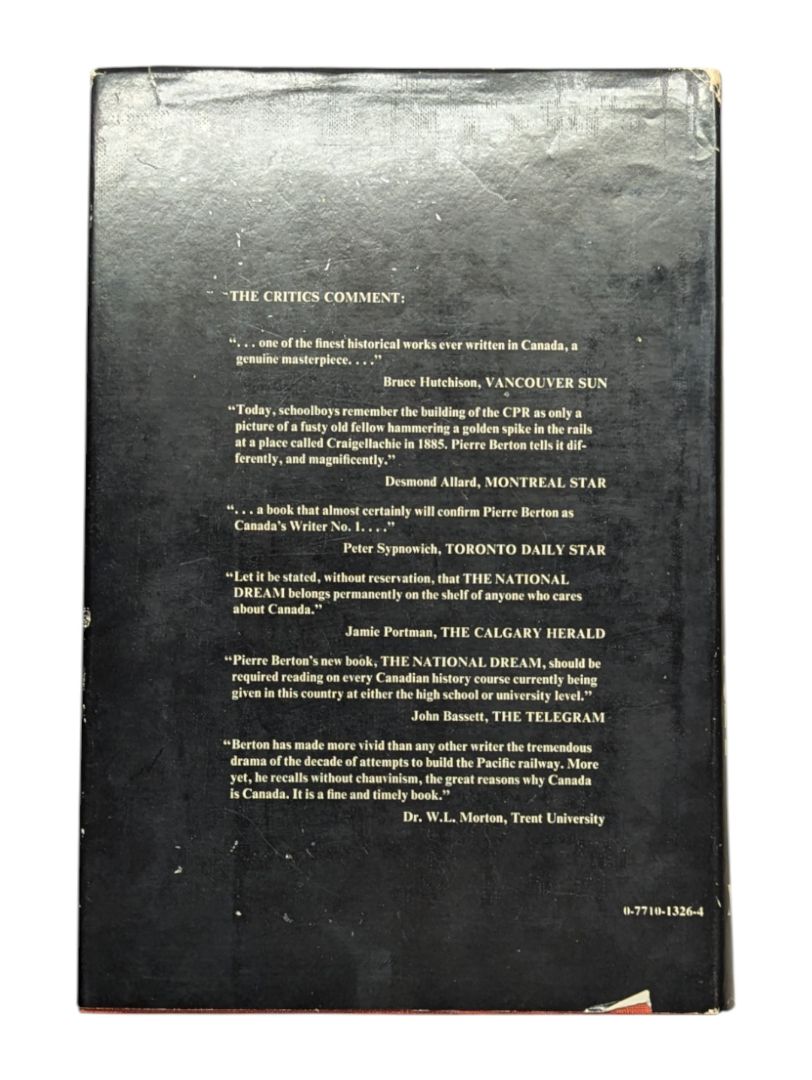 THE CRITICS COMMENT:
“. . . one of the finest historical works ever written in Canada, a
genuine masterpiece. . . .”
Bruce Hutchison, VANCOUVER SUN
“Today, schoolboys remember the building of the CPR as only a
picture of a fusty old fellow hammering a golden spike in the rails
at a place called Craigellachie in 1885. Pierre Berton tells it dif-
ferently, and magnificently.”
Desmond Allard, MONTREAL STAR
“. . . a book that almost certainly will confirm Pierre Berton as
Canada’s Writer No. 1. . . .”
Peter Sypnowich, TORONTO DAILY STAR
“Let it be stated, without reservation, that THE NATIONAL
DREAM belongs permanently on the shelf of anyone who cares
about Canada.”
Jamie Portman, THE CALGARY HERALD
“Pierre Berton’s new book, THE NATIONAL DREAM, should be
required reading on every Canadian history course currently being
given in this country at either the high school or university level.”
John Bassett, THE TELEGRAM
“Berton has made more vivid than any other writer the tremendous
drama of the decade of attempts to build the Pacific railway. More
yet, he recalls without chauvinism, the great reasons why Canada
is Canada. It is a fine and timely book.”
Dr. W.L. Morton, Trent University
0-7710-1326-4